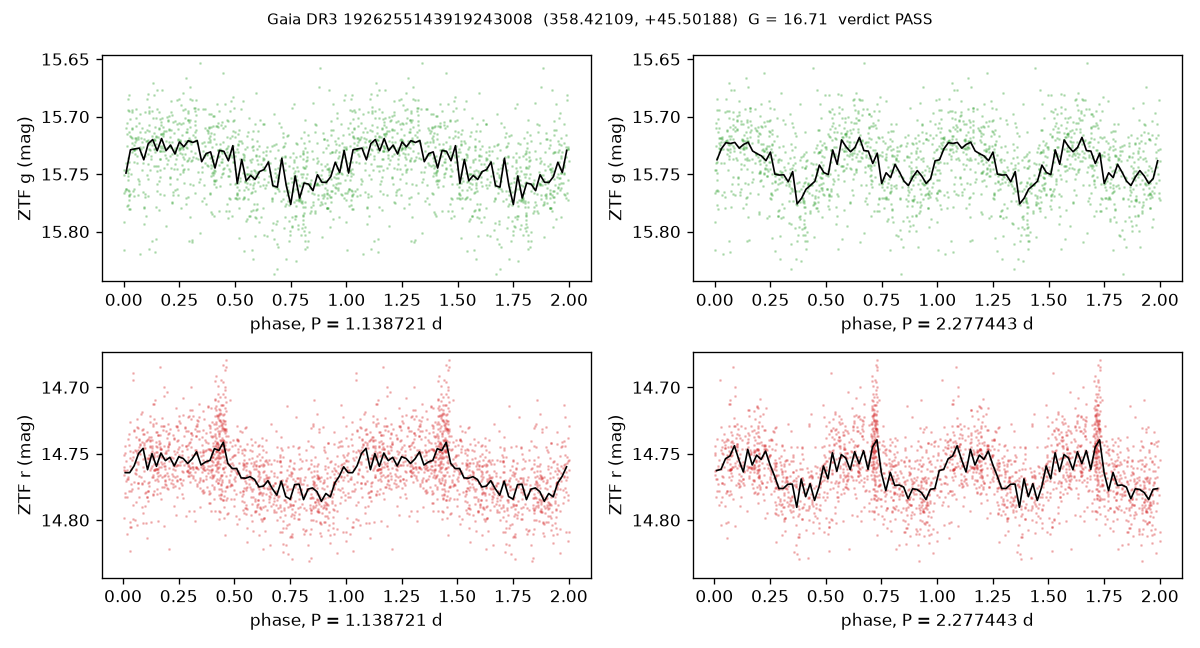 Gaia DR3 1926255143919243008 (358.42109, +45.50188) G = 16.71 verdict PASS
ZTF g (mag)
15.65
15.70
15.75
15.80
0.00 0.25 0.50 0.75 1.00 1.25 1.50 1.75 2.00
phase, P = 1.138721 d
ZTF g (mag)
15.65
15.70
15.75
15.80
0.00 0.25 0.50 0.75 1.00 1.25 1.50 1.75 2.00
phase, P = 2.277443 d
ZTF r (mag)
14.70
14.75
14.80
0.00 0.25 0.50 0.75 1.00 1.25 1.50 1.75 2.00
phase, P = 1.138721 d
ZTF r (mag)
14.70
14.75
14.80
0.00 0.25 0.50 0.75 1.00 1.25 1.50 1.75 2.00
phase, P = 2.277443 d